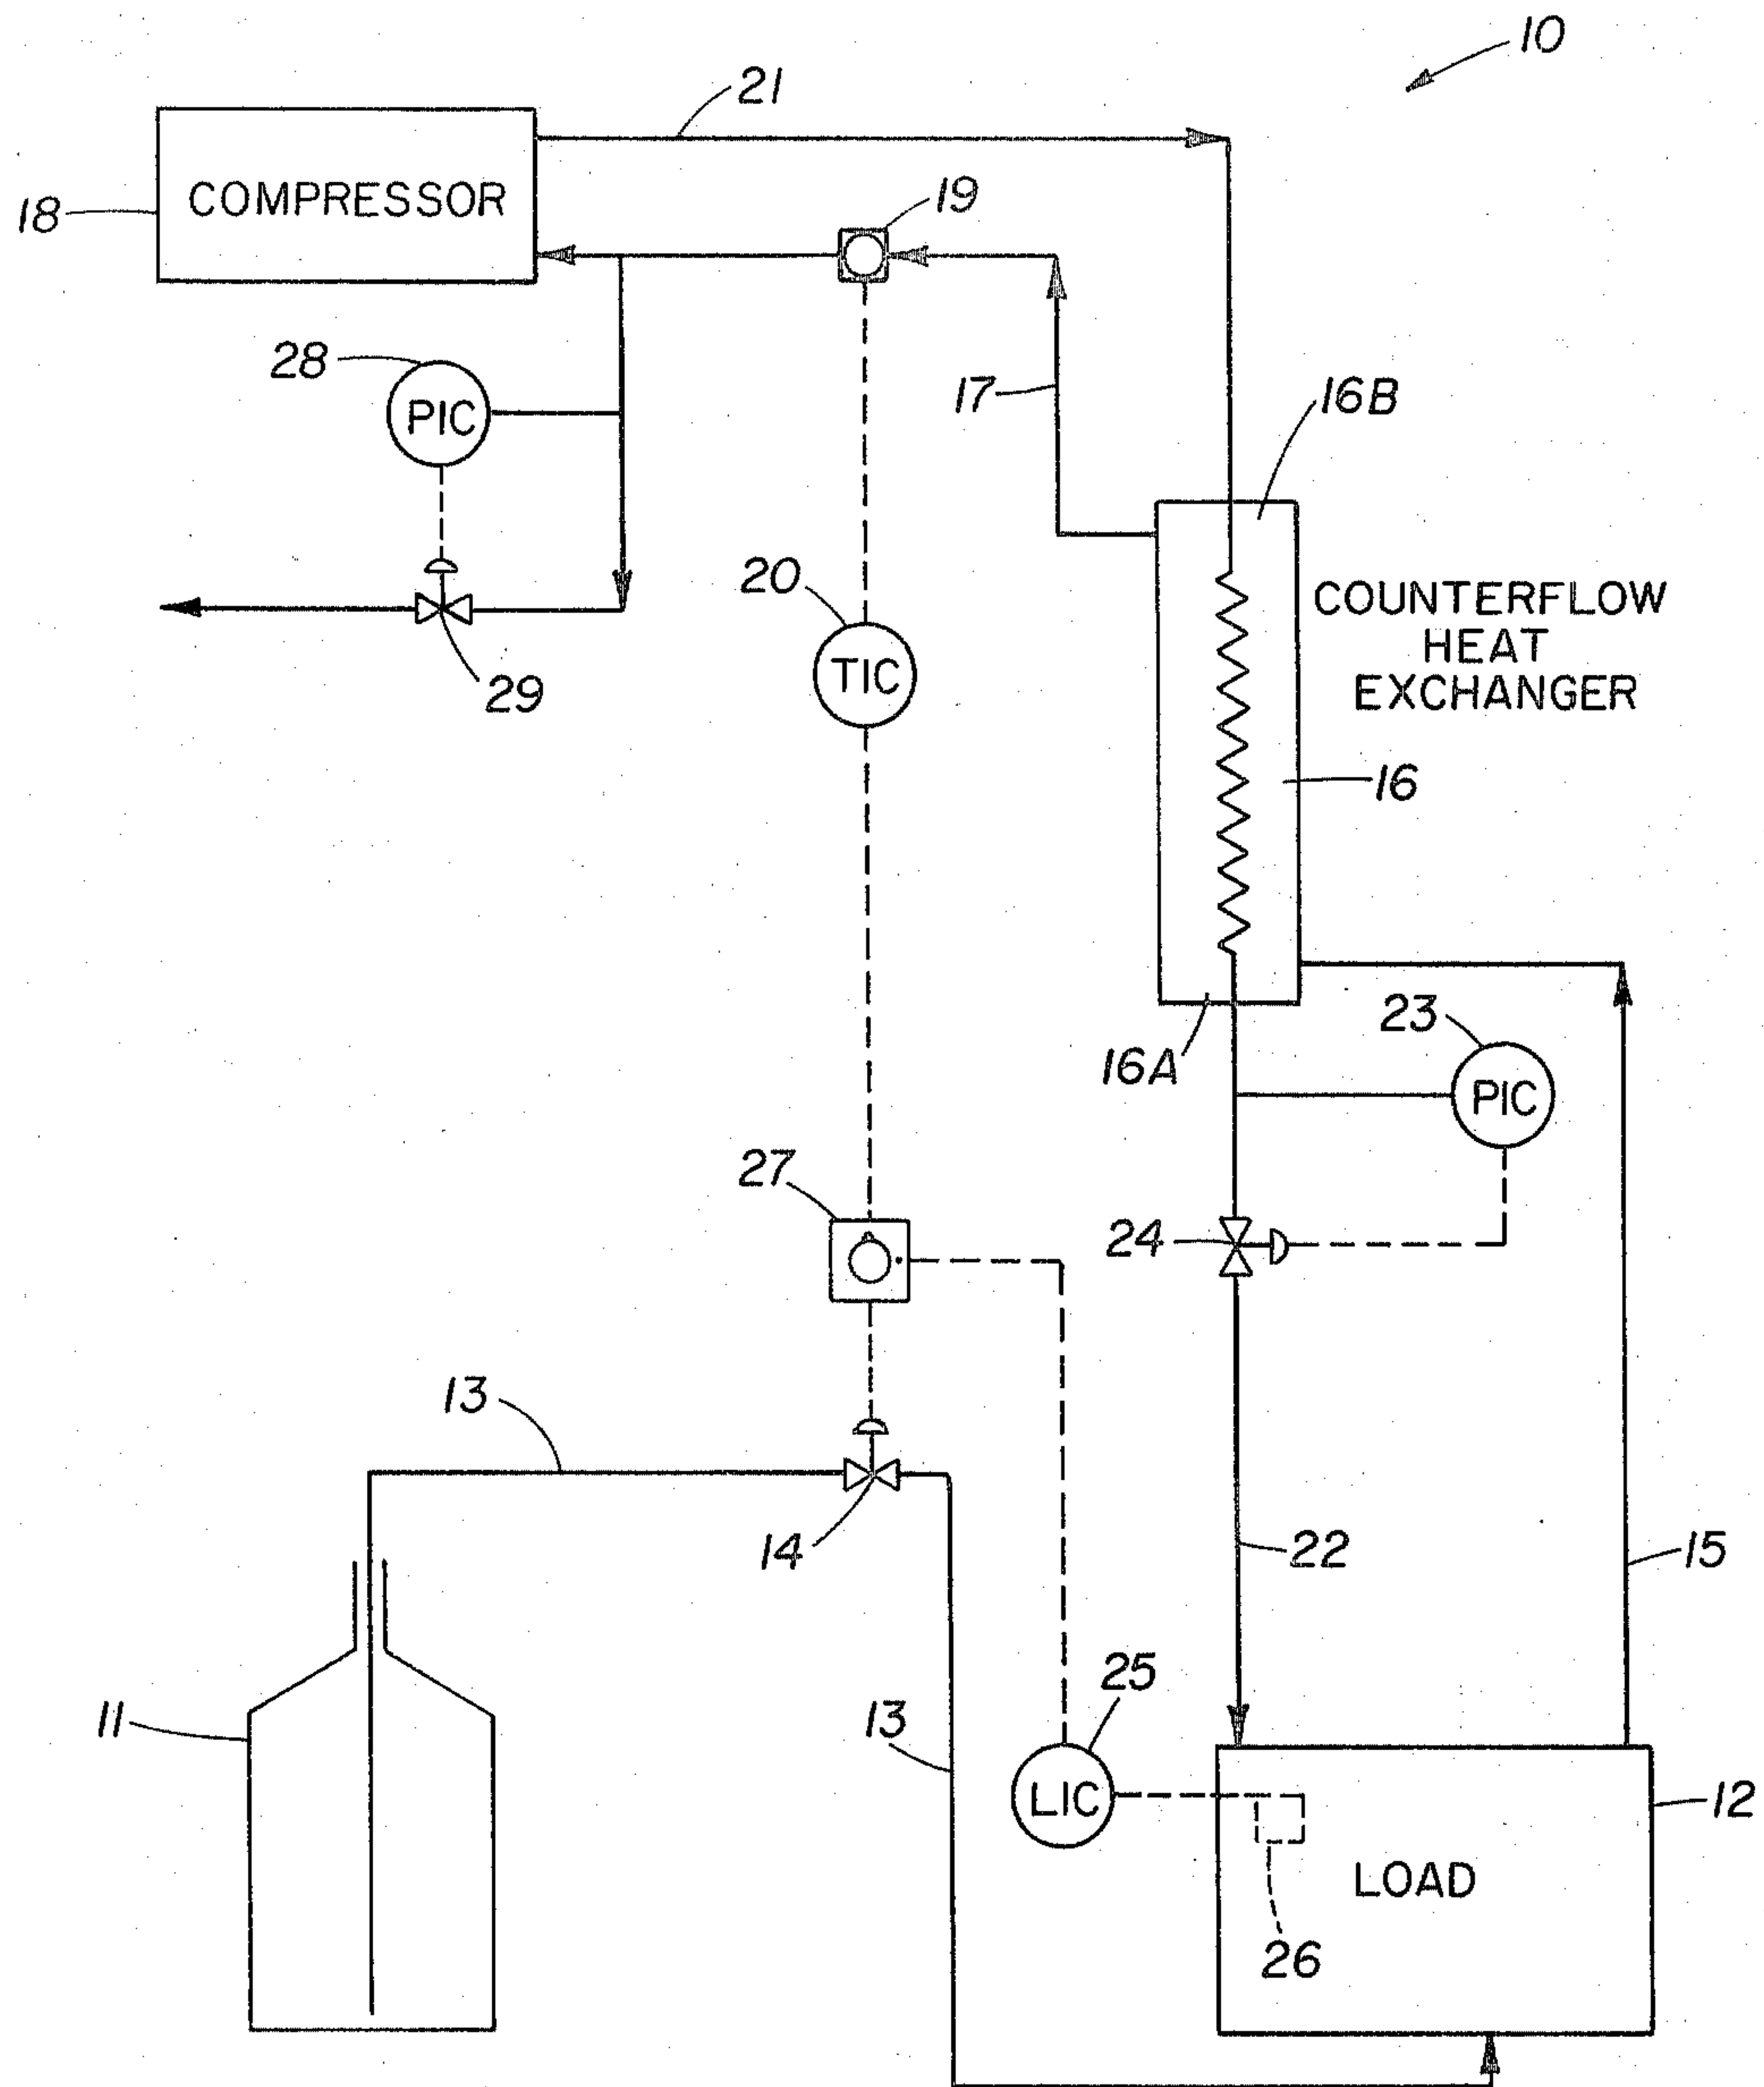 10
21
COMPRESSOR
18
19
28
PIC
17
16B
20
TIC
29
COUNTERFLOW
HEAT
EXCHANGER
16
23
16A
PIC
27
24
13
14
22
15
25
11
13
LIC
12
LOAD
26